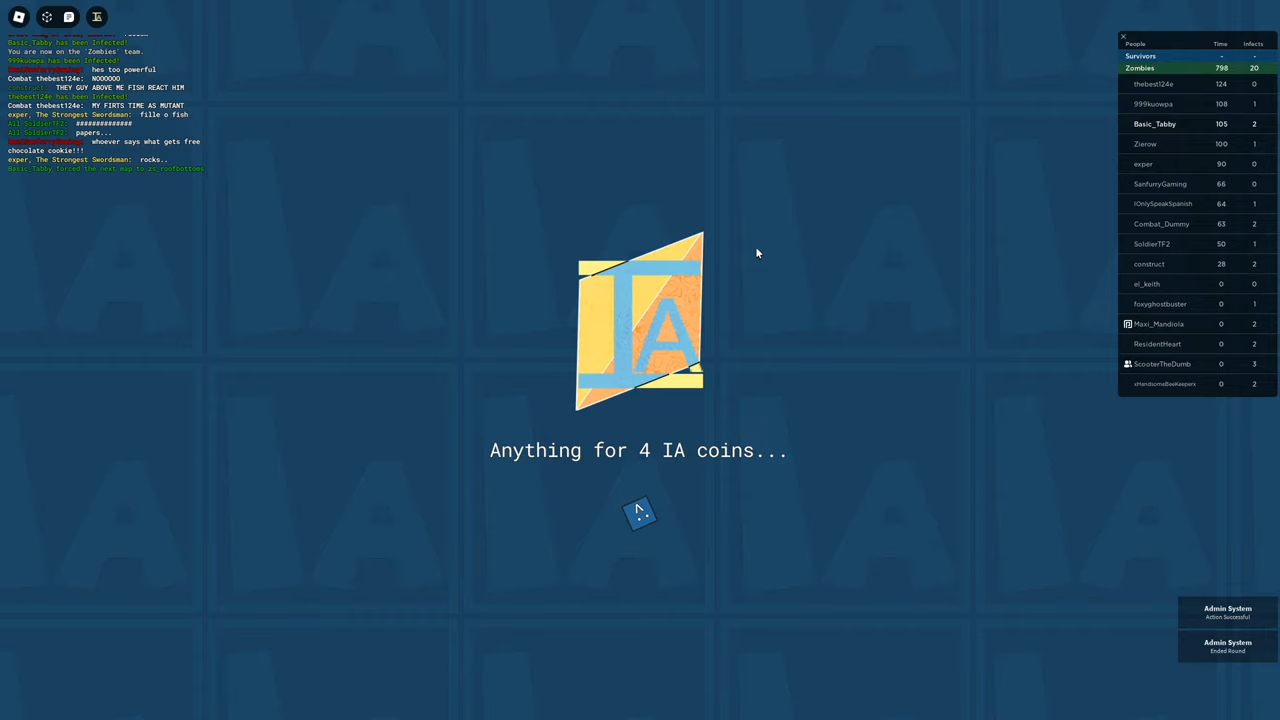 Basic_Tabby has been Infected!
You are now on the 'Zombies' team.
999kuowpa has been Infected!
hes too powerful
Combat thebest124e: NOOOOOO
construct: THEY GUY ABOVE ME FISH REACT HIM
thebest124e has been Infected!
Combat thebest124e: MY FIRTS TIME AS MUTANT
exper, The Strongest Swordsman: fille o fish
All SoldierTF2: ##############
All SoldierTF2: papers...
whoever says what gets free
chocolate cookie!!!
exper, The Strongest Swordsman: rocks..
Basic_Tabby forced the next map to zs_roofbottoms
IA
Anything for 4 IA coins...
People Time Infects
Survivors - -
Zombies 798 20
thebest124e 124 0
999kuowpa 108 1
Basic_Tabby 105 2
Zierow 100 1
exper 90 0
SanfurryGaming 66 0
IOnlySpeakSpanish 64 1
Combat_Dummy 63 2
SoldierTF2 50 1
construct 28 2
el_keith 0 0
foxyghostbuster 0 1
Maxi_Mandiola 0 2
ResidentHeart 0 2
ScooterTheDumb 0 3
xHandsomeBeeKeeperx 0 2
Admin System
Action Successful
Admin System
Ended Round